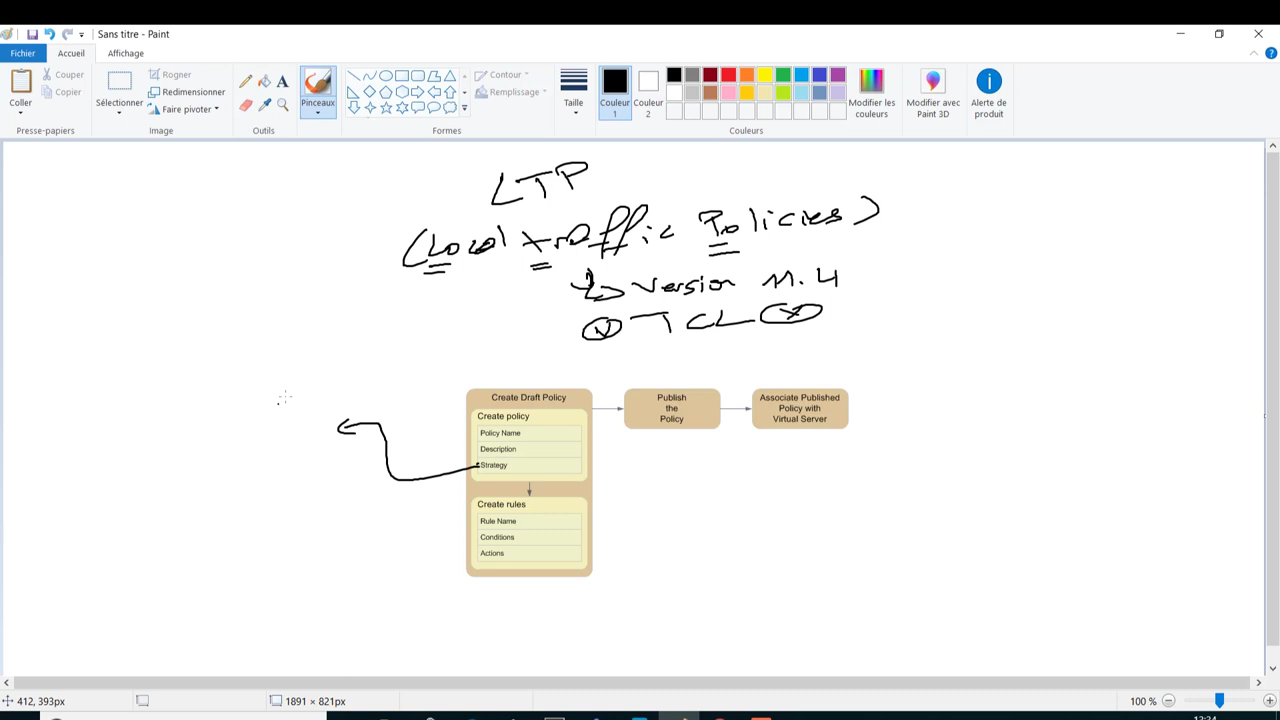 Sans titre - Paint
Fichier Accueil Affichage
Coller
Couper
Copier
Presse-papiers
Sélectionner
Rogner
Redimensionner
Faire pivoter
Image
A
Outils
Pinceaux
Contour
Remplissage
Formes
Taille
Couleur 1
Couleur 2
Modifier les couleurs
Couleurs
Modifier avec Paint 3D
Alerte de produit
LTP
(Local traffic Policies)
Version 11.4
TCL
Create Draft Policy
Create policy
Policy Name
Description
Strategy
Create rules
Rule Name
Conditions
Actions
Publish
the
Policy
Associate Published
Policy with
Virtual Server
412, 393px
1891 × 821px
100 %